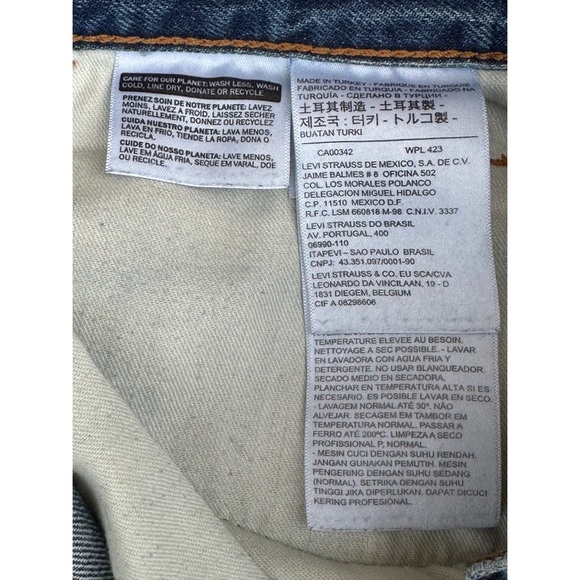 CARE FOR OUR PLANET: WASH LESS, WASH
COLD, LINE DRY, DONATE OR RECYCLE
PRENEZ SOIN DE NOTRE PLANETE: LAVEZ
MOINS, LAVEZ À FROID, LAISSEZ SÉCHER
NATURELLEMENT, DONNEZ OU RECYCLEZ
CUIDA NUESTRO PLANETA: LAVA MENOS,
LAVA EN FRIO, TIENDE LA ROPA, DONA
O RECICLA
CUIDE DO NOSSO PLANETA: LAVE MENOS,
LAVE EM ÁGUA FRIA, SEQUE EM VARAL, DOE
OU RECICLE
MADE IN TURKEY - FABRIQUE EN TURQUIE
FABRICADO EN TURQUIA - FABRICADO NA
TURQUÍA - СДЕЛАНО В ТУРЦИИ -
土耳其制造 - 土耳其製 -
제조국 : 터키 - トルコ製 -
BUATAN TURKI
CA00342 WPL 423
LEVI STRAUSS DE MEXICO, S.A. DE C.V.
JAIME BALMES # 8 OFICINA 502
COL. LOS MORALES POLANCO
DELEGACION MIGUEL HIDALGO
C.P. 11510 MEXICO D.F.
R.F.C. LSM 660818 M-98 C.N.I.V. 3337
LEVI STRAUSS DO BRASIL
AV. PORTUGAL, 400
06990-110
ITAPEVI – SAO PAULO BRASIL
CNPJ: 43.351.097/0001-90
LEVI STRAUSS & CO. EU SCA/CVA
LEONARDO DA VINCILAAN, 19 - D
1831 DIEGEM, BELGIUM
CIF A 08298606
TEMPERATURE ELEVEE AU BESOIN.
NETTOYAGE A SEC POSSIBLE. - LAVAR
EN LAVADORA CON AGUA FRIA Y
DETERGENTE. NO USAR BLANQUEADOR.
SECADO MEDIO EN SECADORA.
PLANCHAR EN TEMPERATURA ALTA SI ES
NECESARIO. ES POSIBLE LAVAR EN SECO.
- LAVAGEM NORMAL ATÉ 30º. NÃO
ALVEJAR. SECAGEM EM TAMBOR EM
TEMPERATURA NORMAL. PASSAR A
FERRO ATÉ 200ºC. LIMPEZA A SECO
PROFISSIONAL P, NORMAL.
- MESIN CUCI DENGAN SUHU RENDAH.
JANGAN GUNAKAN PEMUTIH. MESIN
PENGERING DENGAN SUHU SEDANG
(NORMAL). SETRIKA DENGAN SUHU
TINGGI JIKA DIPERLUKAN. DAPAT DICUCI
KERING